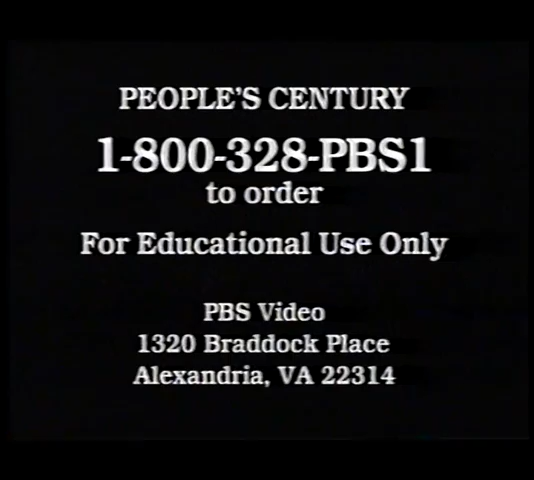 PEOPLE'S CENTURY
1-800-328-PBS1
to order
For Educational Use Only
PBS Video
1320 Braddock Place
Alexandria, VA 22314